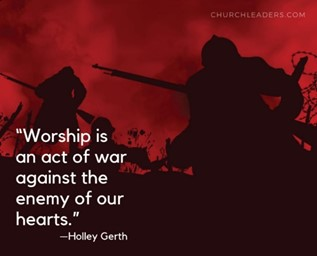 CHURCHLEADERS.COM
“Worship is
an act of war
against the
enemy of our
hearts.”
—Holley Gerth